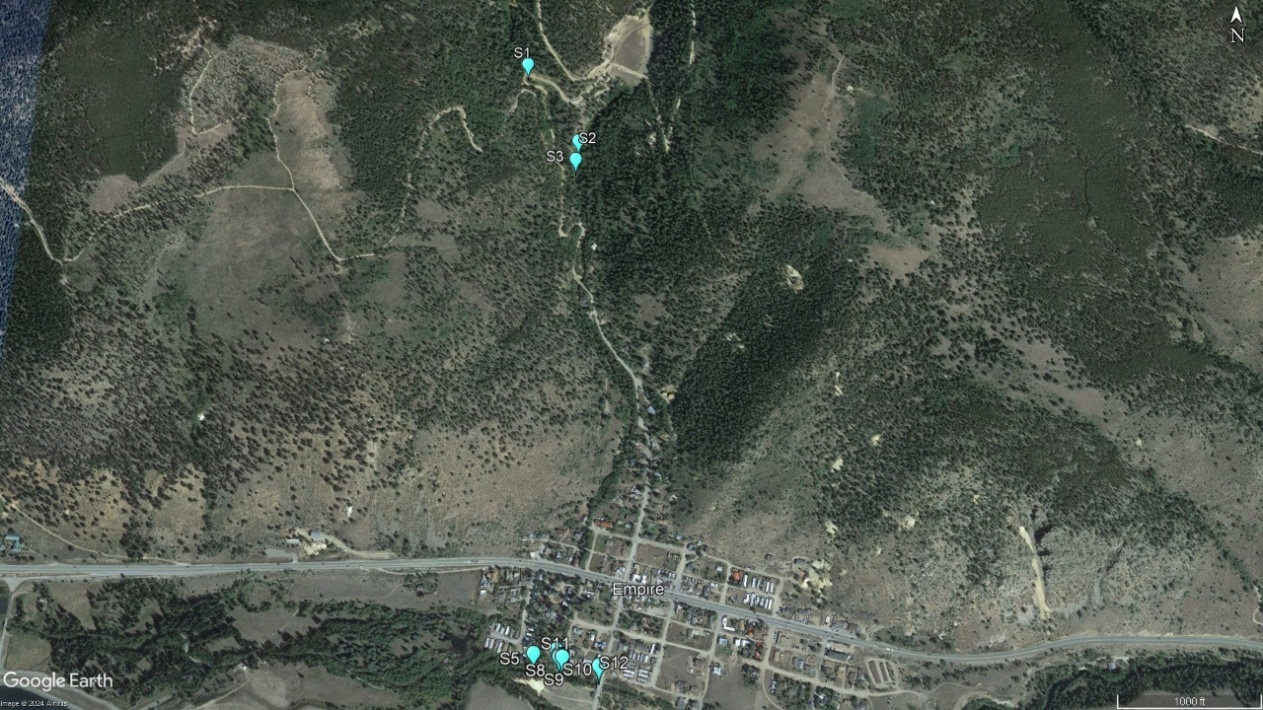 N
S1
S2
S3
Empire
S11
S5
S12
S8
S10
S9
Google Earth
Image © 2024 Airbus
1000 ft